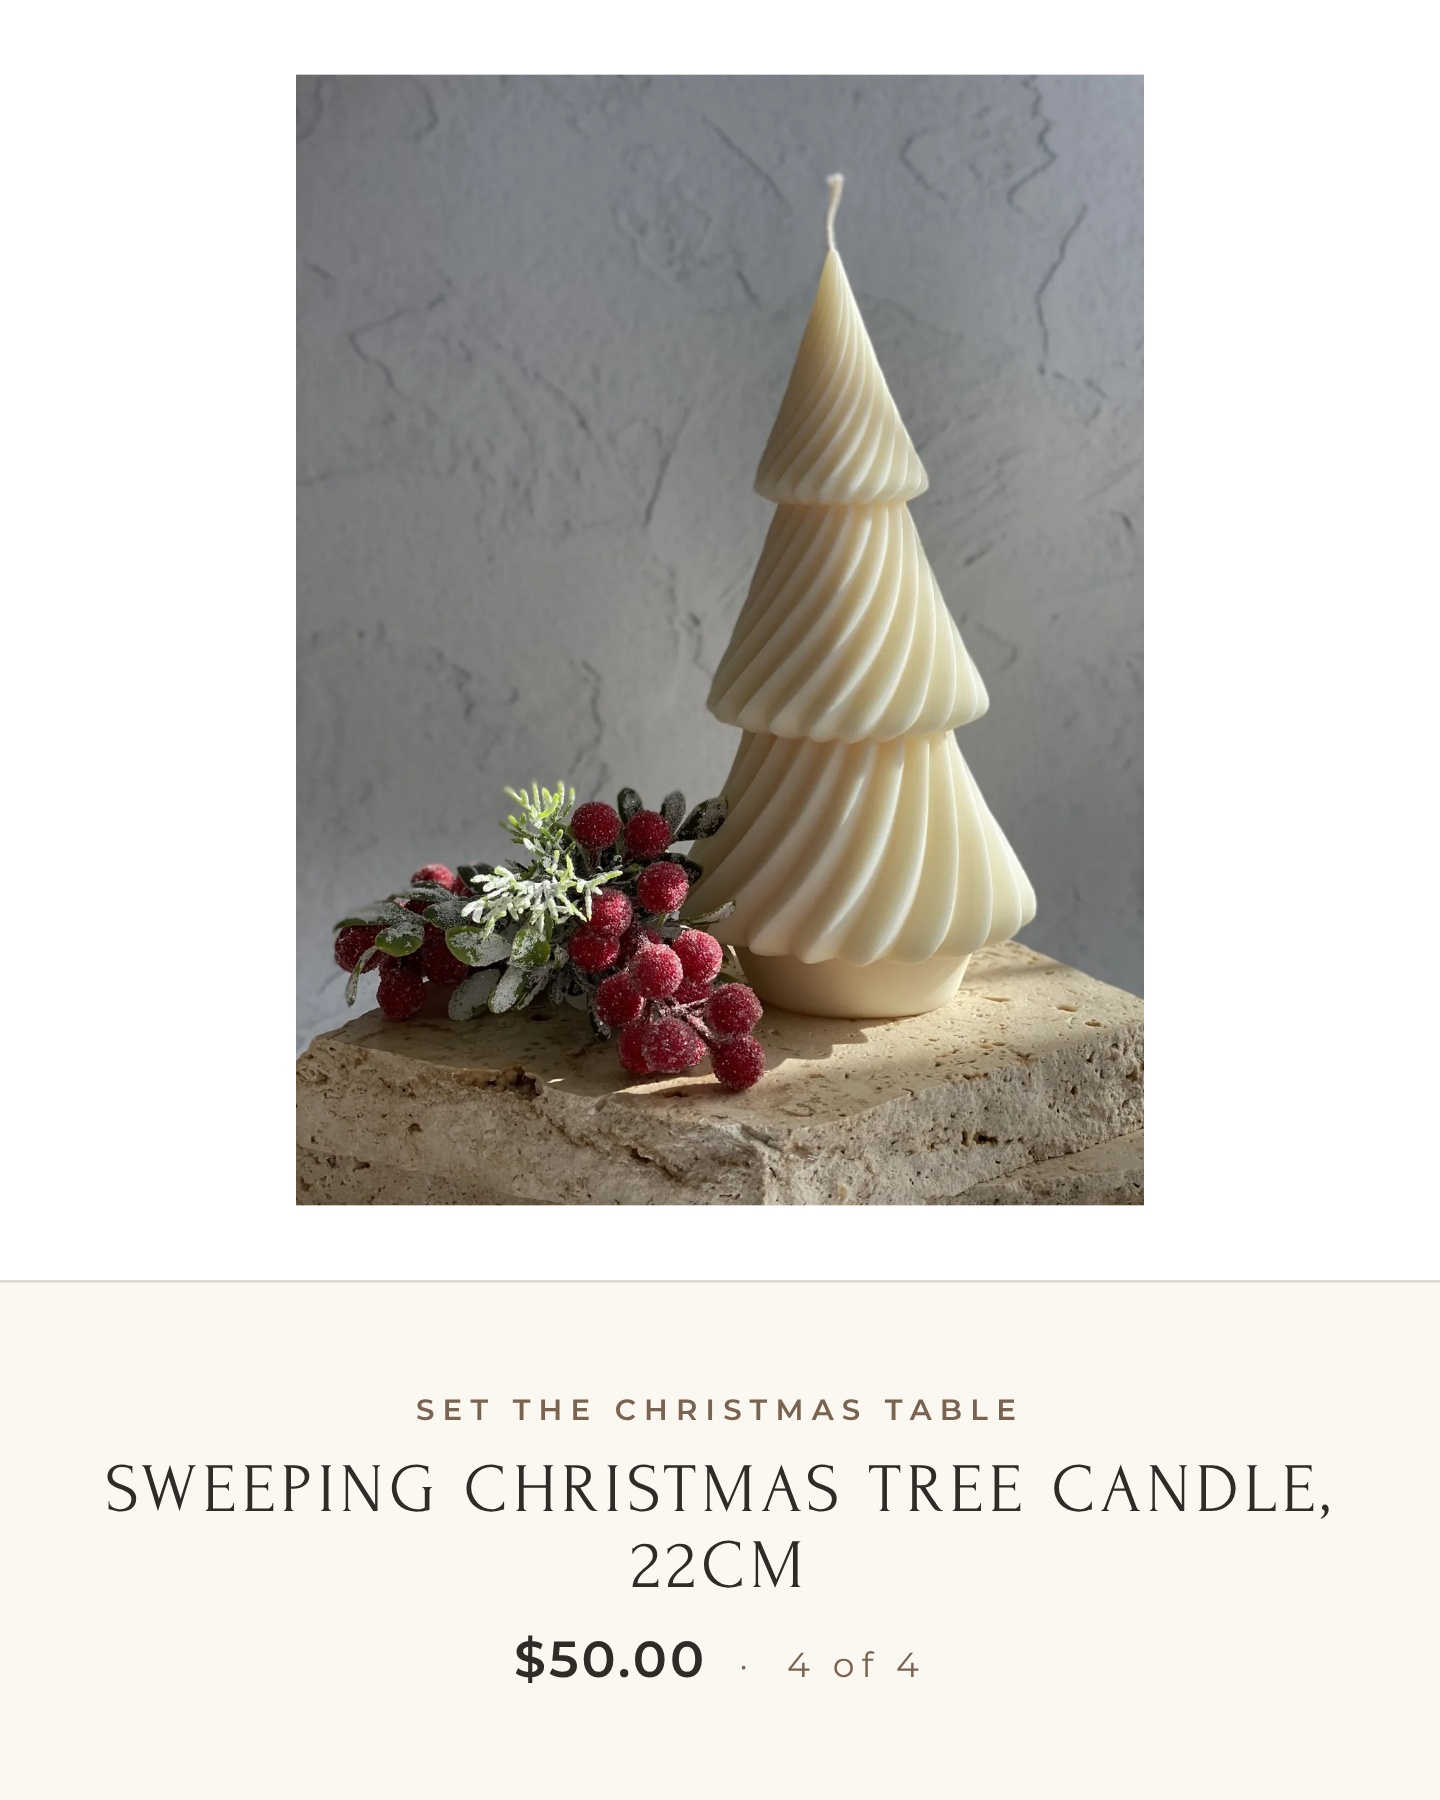 SET THE CHRISTMAS TABLE
SWEEPING CHRISTMAS TREE CANDLE,
22CM
$50.00 · 4 of 4